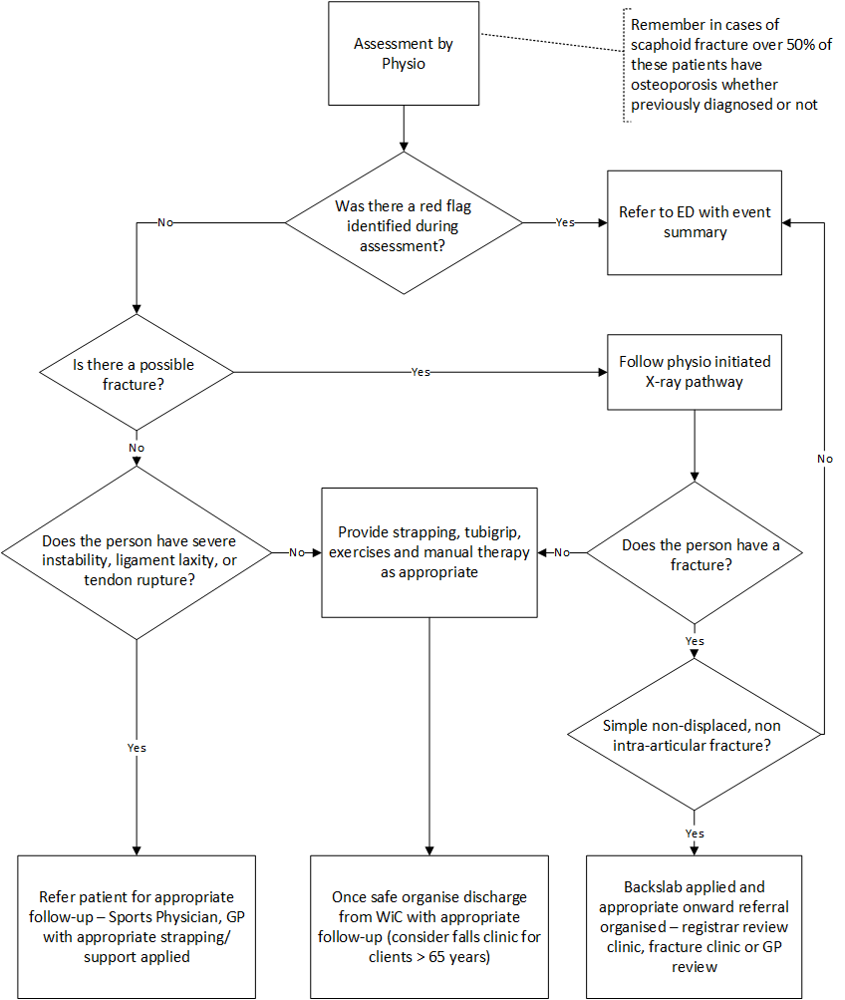 Assessment by
Physio
Remember in cases of
scaphoid fracture over 50% of
these patients have
osteoporosis whether
previously diagnosed or not
Was there a red flag
identified during
assessment?
No
Yes
Refer to ED with event
summary
Is there a possible
fracture?
Yes
Follow physio initiated
X-ray pathway
No
No
Does the person have severe
instability, ligament laxity, or
tendon rupture?
No
Provide strapping, tubigrip,
exercises and manual therapy
as appropriate
No
Does the person have a
fracture?
Yes
Simple non-displaced, non
intra-articular fracture?
Yes
Yes
Refer patient for appropriate
follow-up – Sports Physician, GP
with appropriate strapping/
support applied
Once safe organise discharge
from WiC with appropriate
follow-up (consider falls clinic for
clients > 65 years)
Backslab applied and
appropriate onward referral
organised – registrar review
clinic, fracture clinic or GP
review